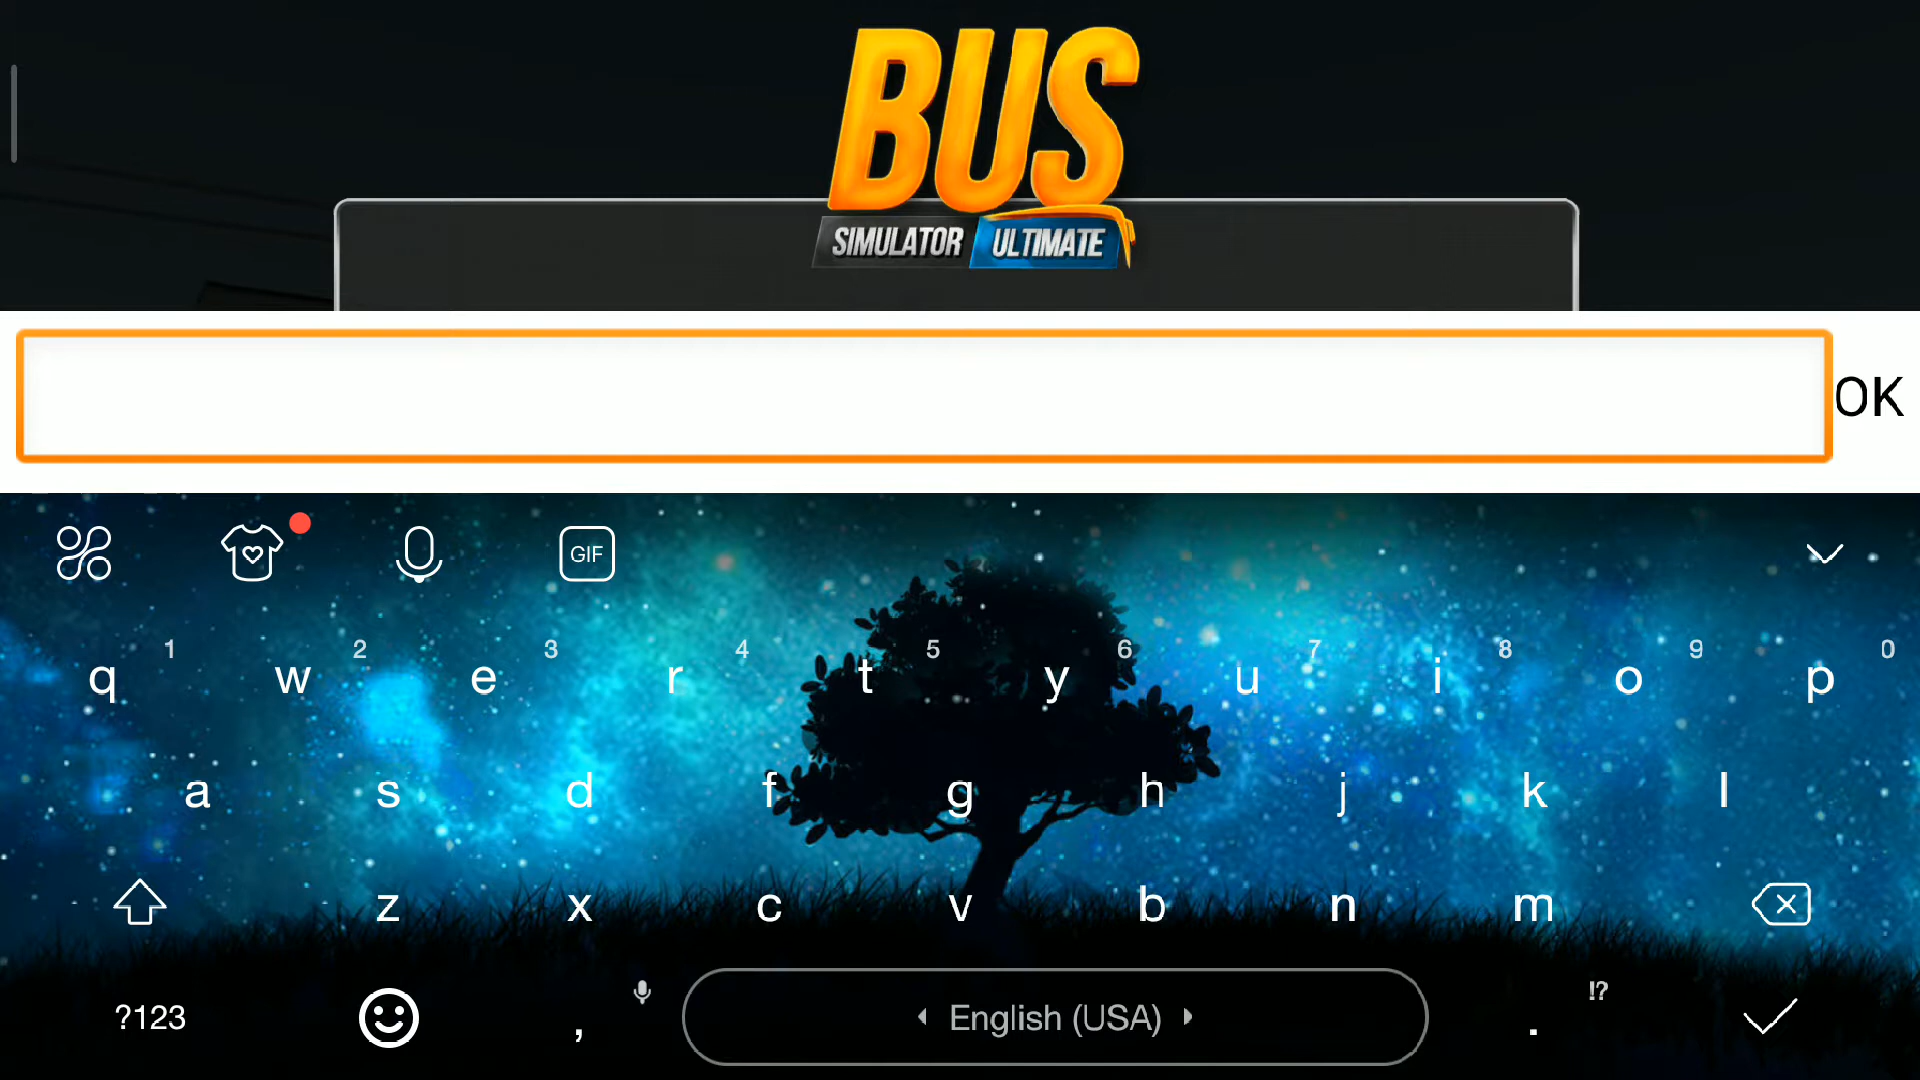 BUS
SIMULATOR ULTIMATE
OK
GIF
1 2 3 4 5 6 7 8 9 0
q w e r t y u i o p
a s d f g h j k l
z x c v b n m
!?
?123 , English (USA) .